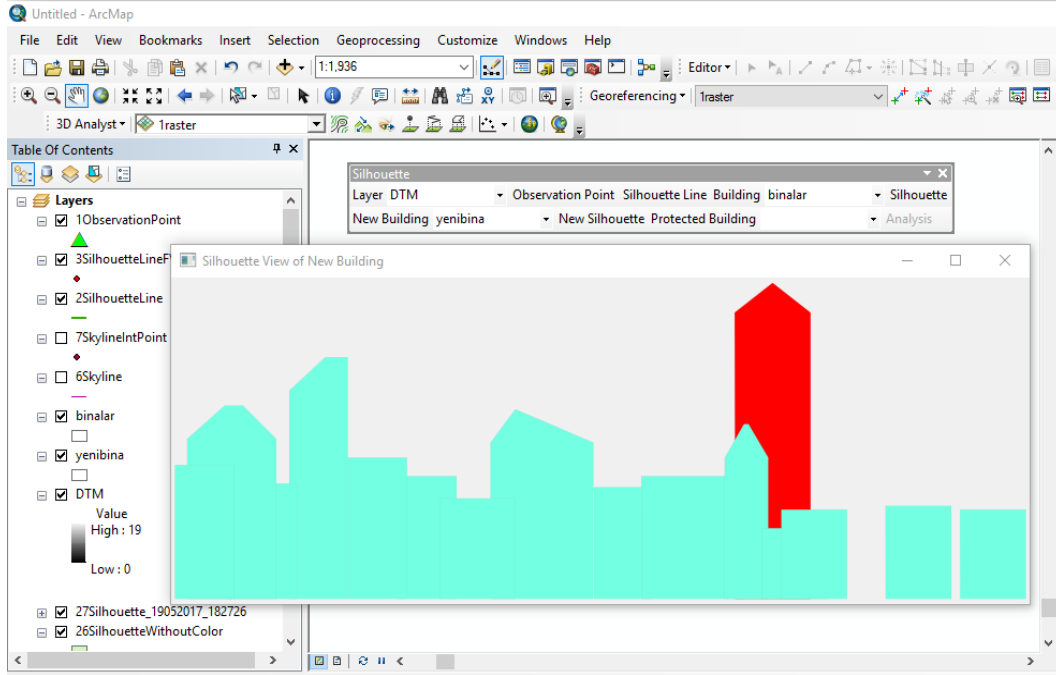 Untitled - ArcMap
File Edit View Bookmarks Insert Selection Geoprocessing Customize Windows Help
1:1,936 Editor
Georeferencing 1raster
3D Analyst 1raster
Table Of Contents
Layers
1ObservationPoint
3SilhouetteLineF
2SilhouetteLine
7SkylineIntPoint
6Skyline
binalar
yenibina
DTM
Value
High : 19
Low : 0
27Silhouette_19052017_182726
26SilhouetteWithoutColor
Silhouette
Layer DTM Observation Point Silhouette Line Building binalar Silhouette
New Building yenibina New Silhouette Protected Building Analysis
Silhouette View of New Building